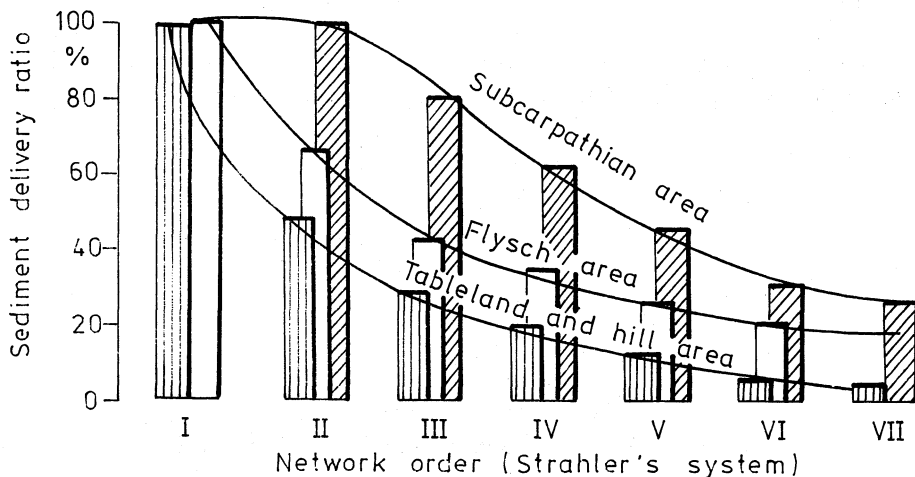 Sediment delivery ratio
%
100
80
60
40
20
0
Subcarpathian area
Flysch area
Tableland and hill area
I II III IV V VI VII
Network order (Strahler's system)